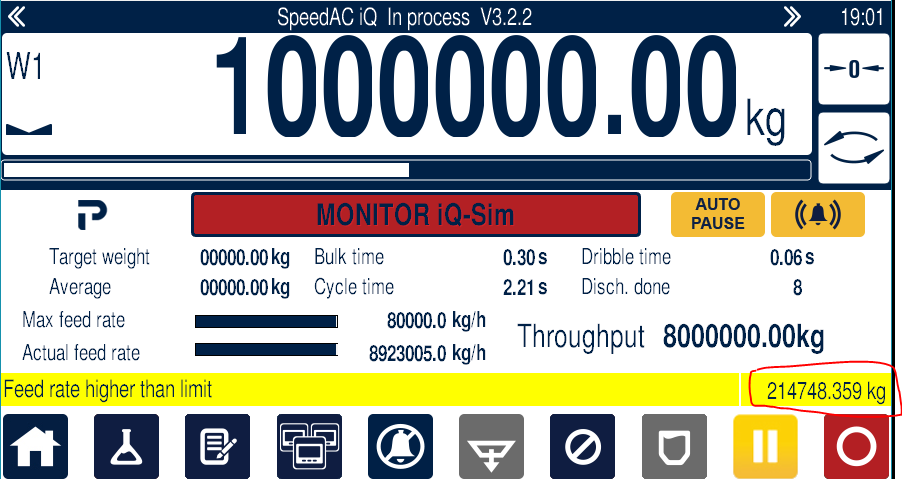 SpeedAC iQ In process V3.2.2 19:01
W1 1000000.00 kg
0
MONITOR iQ-Sim AUTO PAUSE
Target weight 00000.00 kg Bulk time 0.30 s Dribble time 0.06 s
Average 00000.00 kg Cycle time 2.21 s Disch. done 8
Max feed rate 80000.0 kg/h
Throughput 8000000.00kg
Actual feed rate 8923005.0 kg/h
Feed rate higher than limit 214748.359 kg